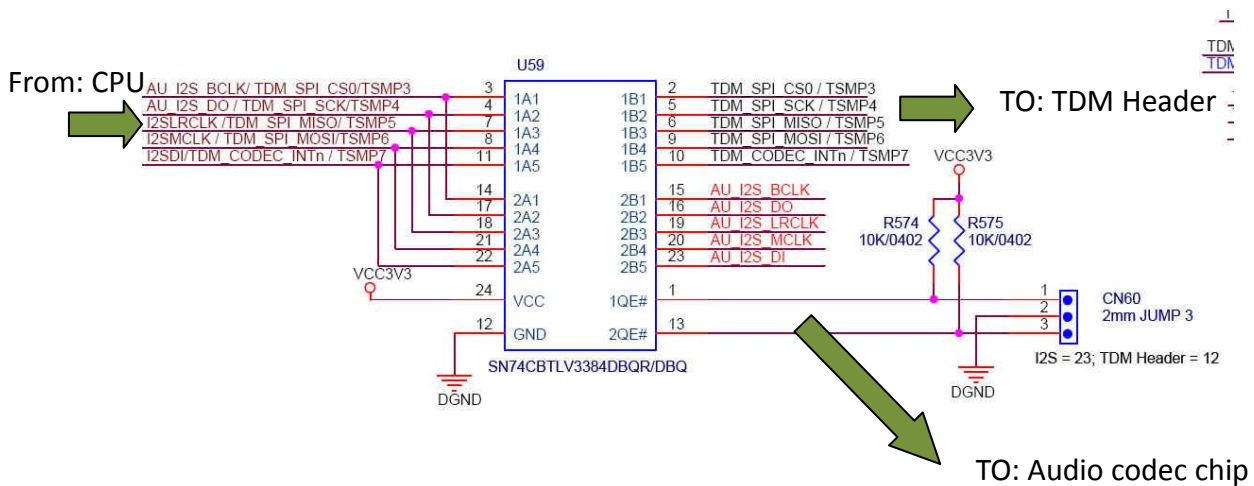 TDM
TDM
U59
From: CPU
AU_I2S_BCLK/ TDM_SPI_CS0/TSMP3
AU_I2S_DO / TDM_SPI_SCK/TSMP4
I2SLRCLK /TDM_SPI_MISO/ TSMP5
I2SMCLK / TDM_SPI_MOSI/TSMP6
I2SDI/TDM_CODEC_INTn / TSMP7
3
4
7
8
11
1A1
1A2
1A3
1A4
1A5
1B1
1B2
1B3
1B4
1B5
2
5
6
9
10
TDM_SPI_CS0 / TSMP3
TDM_SPI_SCK / TSMP4
TDM_SPI_MISO / TSMP5
TDM_SPI_MOSI / TSMP6
TDM_CODEC_INTn / TSMP7
TO: TDM Header
14
17
18
21
22
2A1
2A2
2A3
2A4
2A5
2B1
2B2
2B3
2B4
2B5
15
16
19
20
23
AU_I2S_BCLK
AU_I2S_DO
AU_I2S_LRCLK
AU_I2S_MCLK
AU_I2S_DI
VCC3V3
R574
10K/0402
R575
10K/0402
VCC3V3
24
VCC
1QE#
1
12
GND
2QE#
13
1
2
3
CN60
2mm JUMP 3
I2S = 23; TDM Header = 12
SN74CBTLV3384DBQR/DBQ
DGND
DGND
TO: Audio codec chip